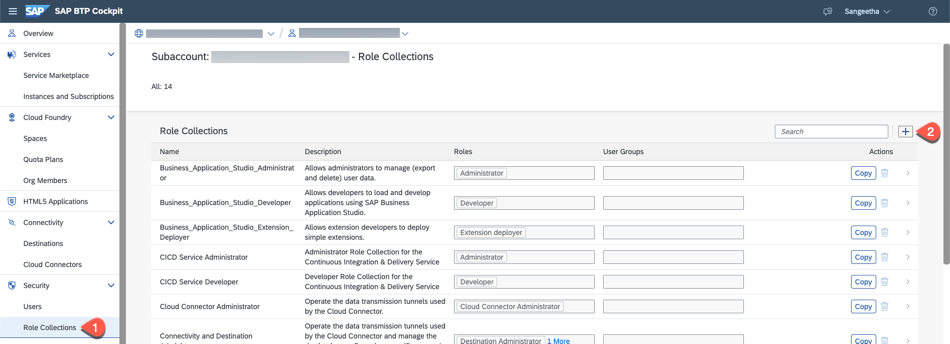 SAP SAP BTP Cockpit Sangeetha
Overview
Services
Service Marketplace
Instances and Subscriptions
Cloud Foundry
Spaces
Quota Plans
Org Members
HTML5 Applications
Connectivity
Destinations
Cloud Connectors
Security
Users
Role Collections 1
/
Subaccount: - Role Collections
All: 14
Role Collections Search + 2
Name Description Roles User Groups Actions
Business_Application_Studio_Administrat
or
Allows administrators to manage (export
and delete) user data.
Administrator Copy
Business_Application_Studio_Developer
Allows developers to load and develop
applications using SAP Business
Application Studio.
Developer Copy
Business_Application_Studio_Extension_
Deployer
Allows extension developers to deploy
simple extensions.
Extension deployer Copy
CICD Service Administrator
Administrator Role Collection for the
Continuous Integration & Delivery Service
Administrator Copy
CICD Service Developer
Developer Role Collection for the
Continuous Integration & Delivery Service
Developer Copy
Cloud Connector Administrator
Operate the data transmission tunnels used
by the Cloud Connector.
Cloud Connector Administrator Copy
Connectivity and Destination
Operate the data transmission tunnels used
by the Cloud Connector and manage the
Destination Administrator 1 More Copy